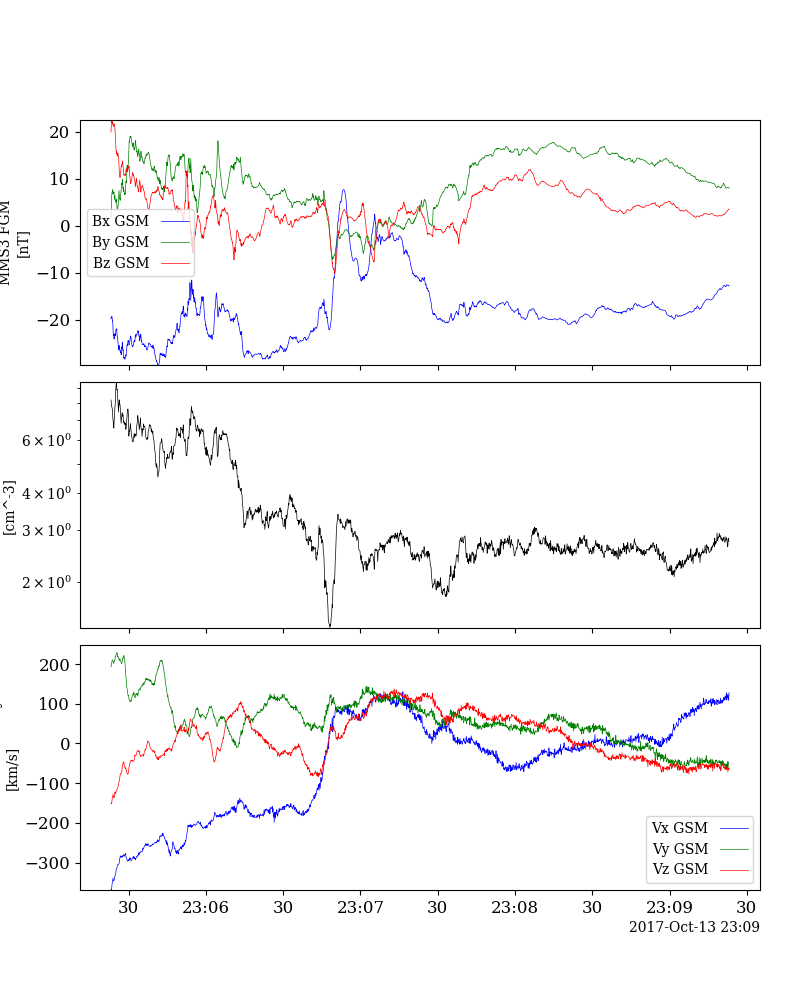 20
10
0
−10
−20
MMS3 FGM
[nT]
Bx GSM
By GSM
Bz GSM
6 × 10⁰
4 × 10⁰
3 × 10⁰
2 × 10⁰
[cm^-3]
200
100
0
−100
−200
−300
[km/s]
Vx GSM
Vy GSM
Vz GSM
30 23:06 30 23:07 30 23:08 30 23:09 30
2017-Oct-13 23:09